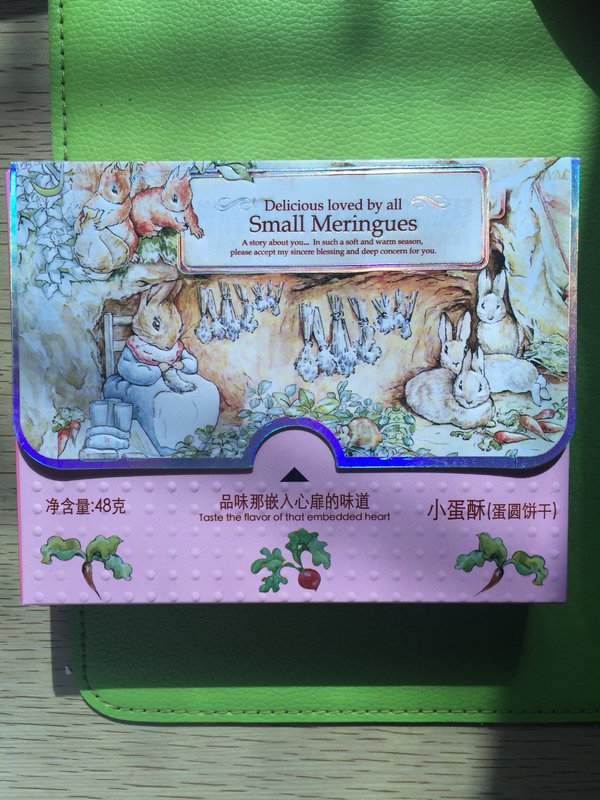 Delicious loved by all
Small Meringues
A story about you... In such a soft and warm season,
please accept my sincere blessing and deep concern for you.
净含量:48克
品味那嵌入心扉的味道
Taste the flavor of that embedded heart
小蛋酥(蛋圆饼干)